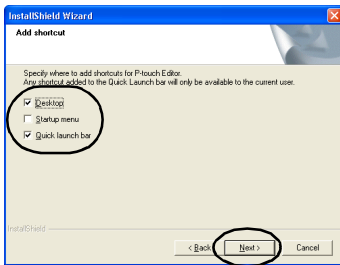 InstallShield Wizard
Add shortcut
Specify where to add shortcuts for P-touch Editor.
Any shortcut added to the Quick Launch bar will only be available to the current user.
Desktop
Startup menu
Quick launch bar
InstallShield
< Back
Next >
Cancel